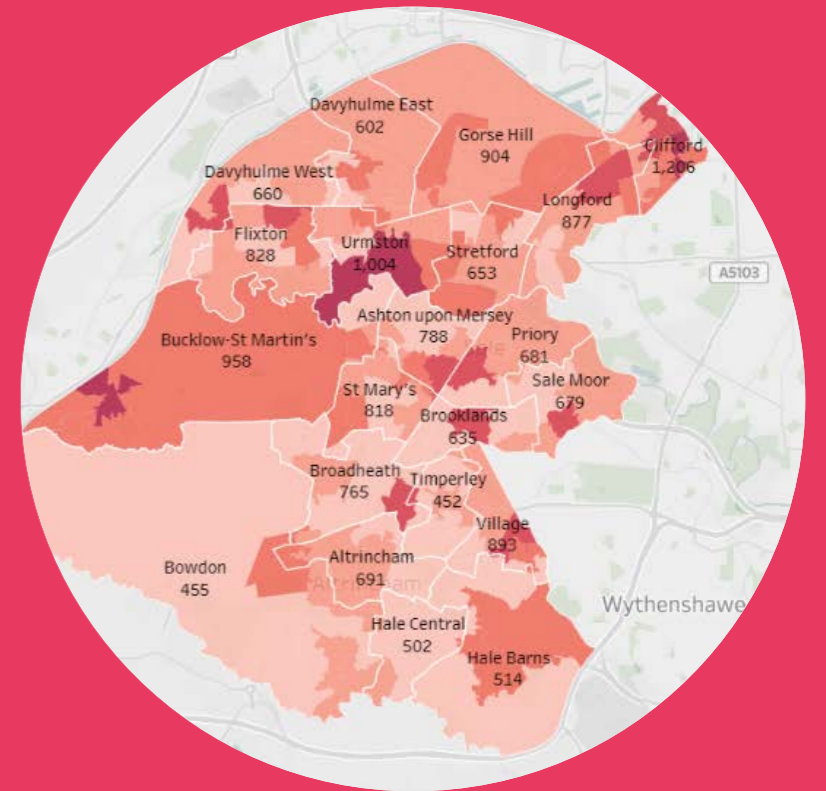 Davyhulme East
602
Gorse Hill
904
Clifford
1,206
Davyhulme West
660
Longford
877
Flixton
828
Urmston
1,004
Stretford
653
A5103
Ashton upon Mersey
788
Priory
681
Bucklow-St Martin's
958
St Mary's
818
Sale Moor
679
Brooklands
635
Broadheath
765
Timperley
452
Village
893
Bowdon
455
Altrincham
691
Altrincham
Wythenshawe
Hale Central
502
Hale Barns
514